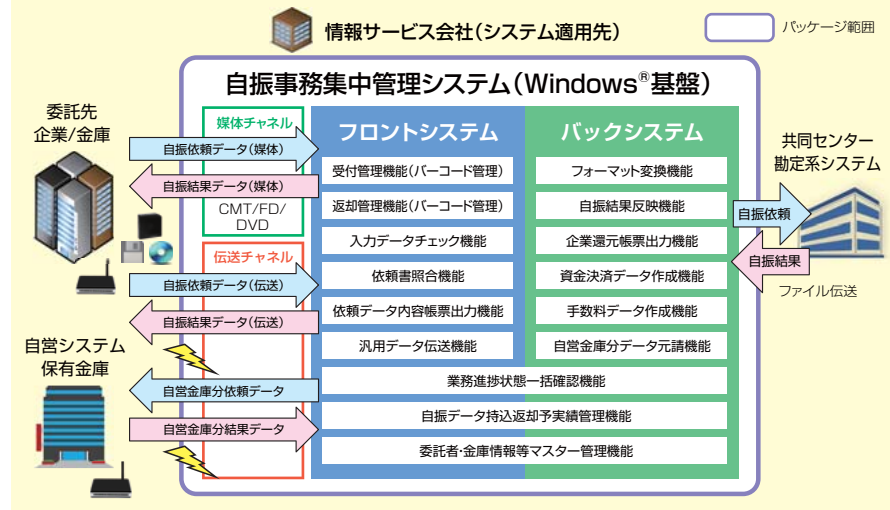 情報サービス会社（システム適用先）
パッケージ範囲
自振事務集中管理システム（Windows®基盤）
委託先
企業/金庫
媒体チャネル
自振依頼データ（媒体）
自振結果データ（媒体）
CMT/FD/
DVD
伝送チャネル
自振依頼データ（伝送）
自振結果データ（伝送）
自営システム
保有金庫
自営金庫分依頼データ
自営金庫分結果データ
フロントシステム
受付管理機能（バーコード管理）
返却管理機能（バーコード管理）
入力データチェック機能
依頼書照合機能
依頼データ内容帳票出力機能
汎用データ伝送機能
バックシステム
フォーマット変換機能
自振結果反映機能
企業還元帳票出力機能
資金決済データ作成機能
手数料データ作成機能
自営金庫分データ元請機能
業務進捗状態一括確認機能
自振データ持込返却予実績管理機能
委託者・金庫情報等マスター管理機能
共同センター
勘定系システム
自振依頼
自振結果
ファイル伝送